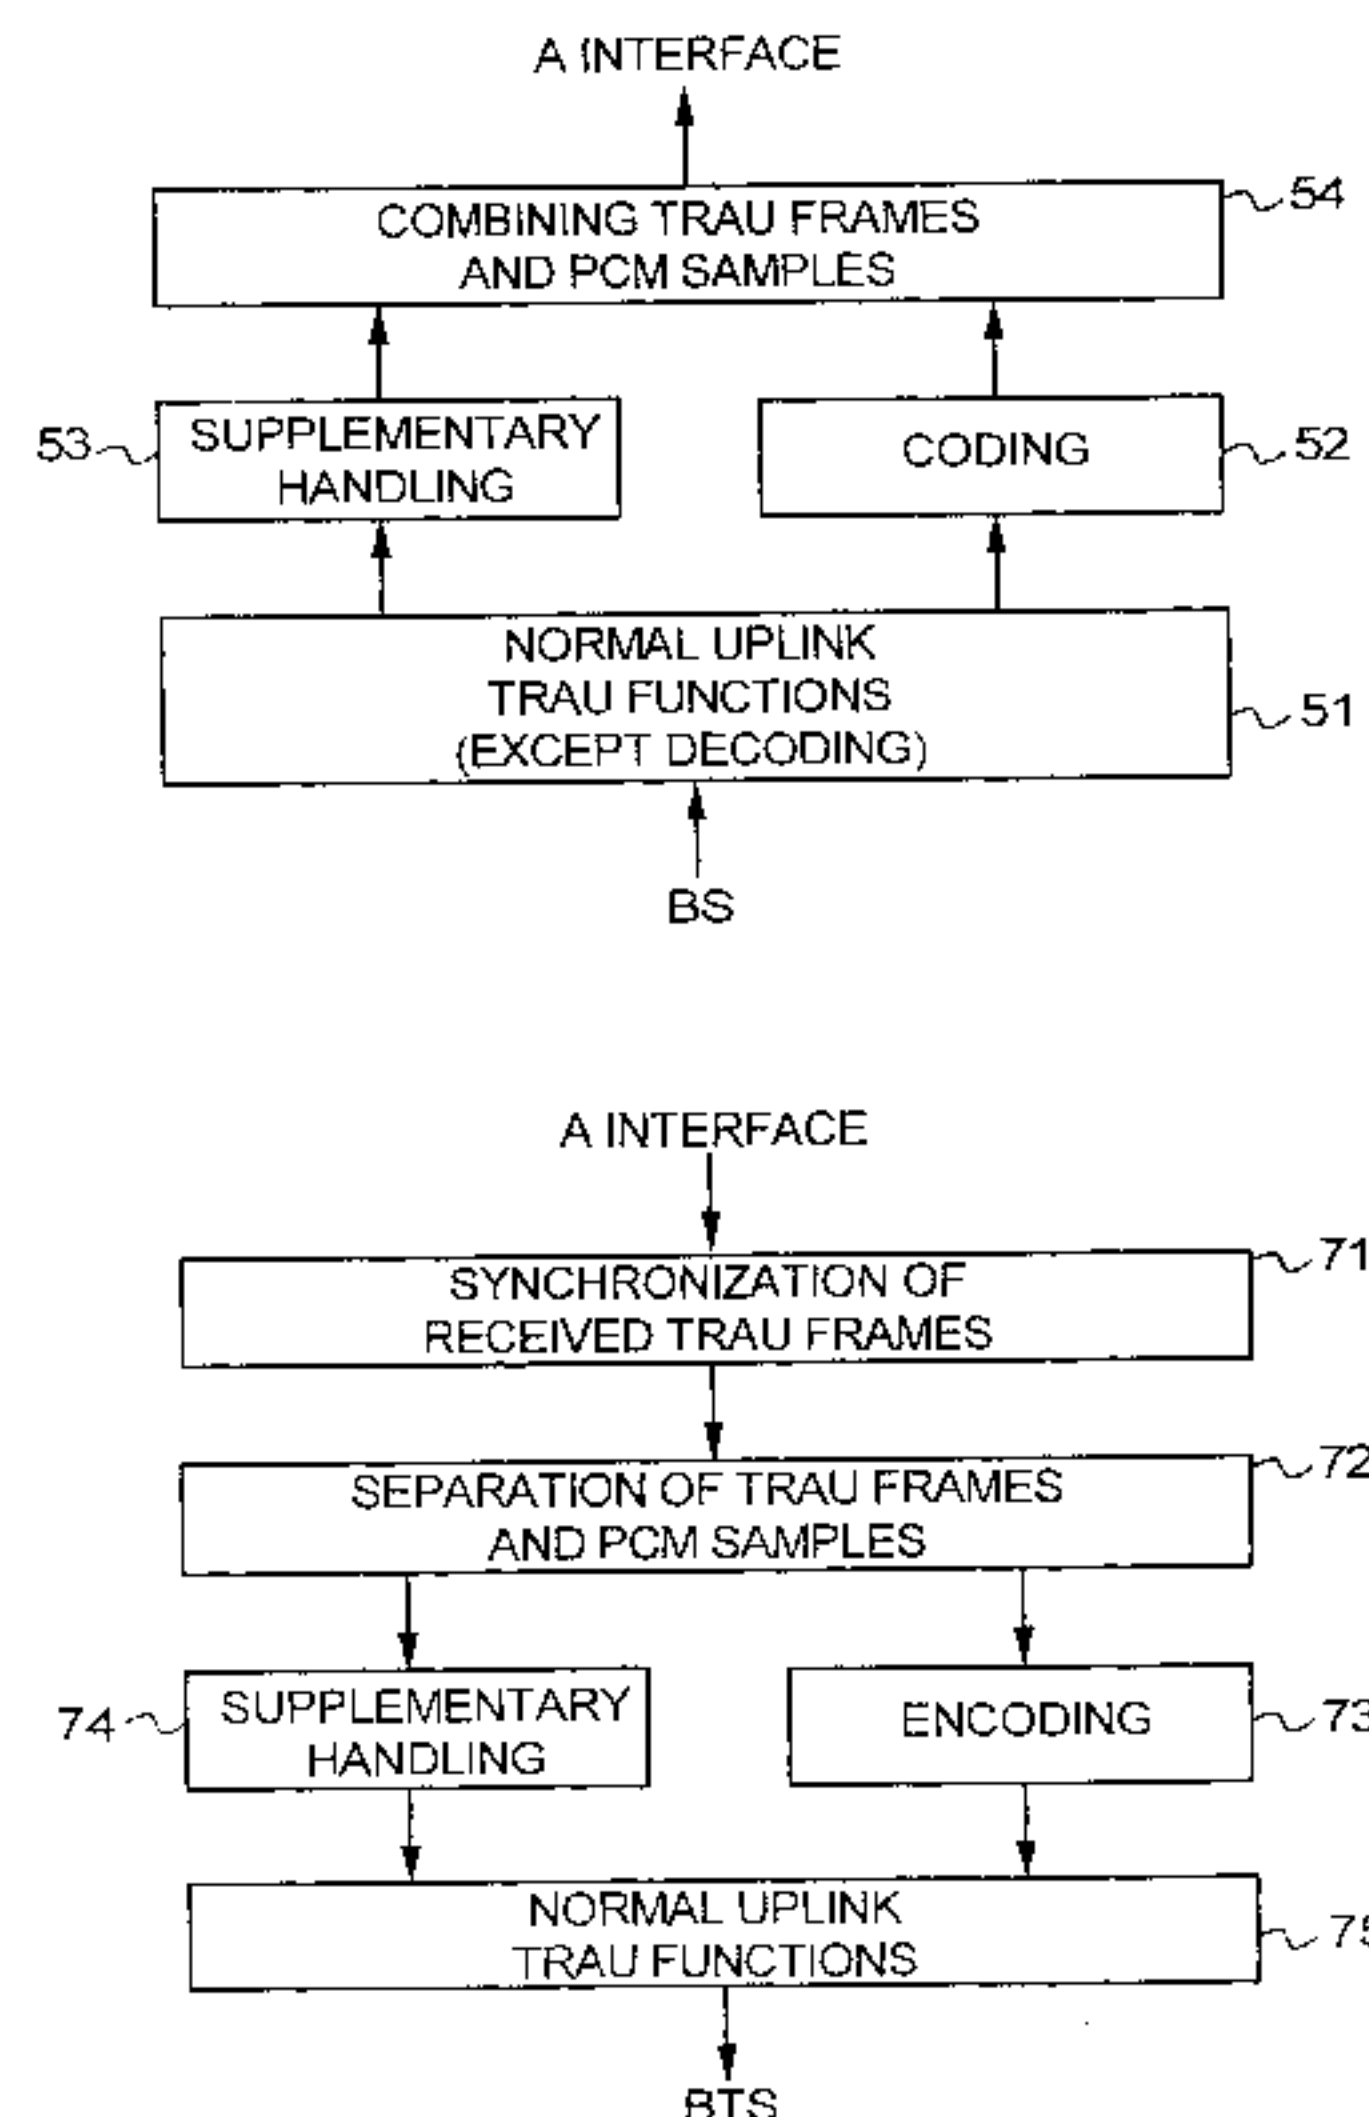 A INTERFACE
COMBINING TRAU FRAMES
AND PCM SAMPLES
54
SUPPLEMENTARY
HANDLING
53
CODING
52
NORMAL UPLINK
TRAU FUNCTIONS
(EXCEPT DECODING)
51
BS
A INTERFACE
SYNCHRONIZATION OF
RECEIVED TRAU FRAMES
71
SEPARATION OF TRAU FRAMES
AND PCM SAMPLES
72
SUPPLEMENTARY
HANDLING
74
ENCODING
73
NORMAL UPLINK
TRAU FUNCTIONS
75
BTS